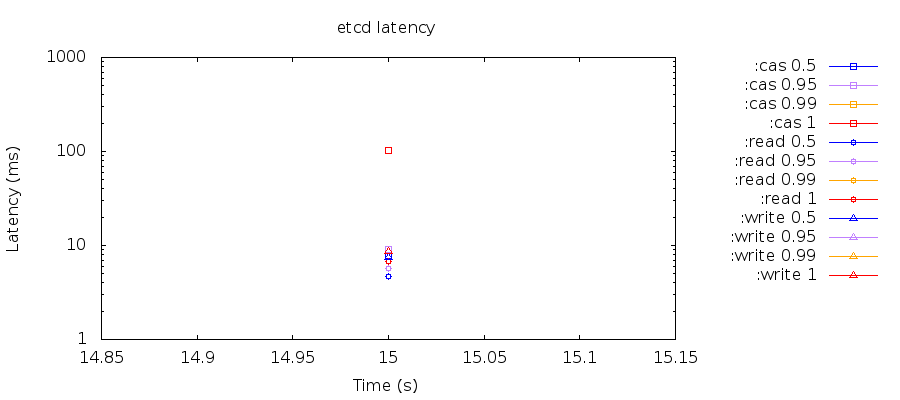 etcd latency
1000
100
10
1
Latency (ms)
14.85 14.9 14.95 15 15.05 15.1 15.15
Time (s)
:cas 0.5
:cas 0.95
:cas 0.99
:cas 1
:read 0.5
:read 0.95
:read 0.99
:read 1
:write 0.5
:write 0.95
:write 0.99
:write 1